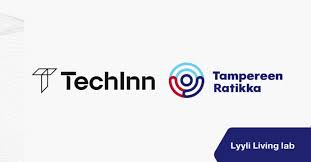 TechInn
Tampereen
Ratikka
Lyyli Living lab